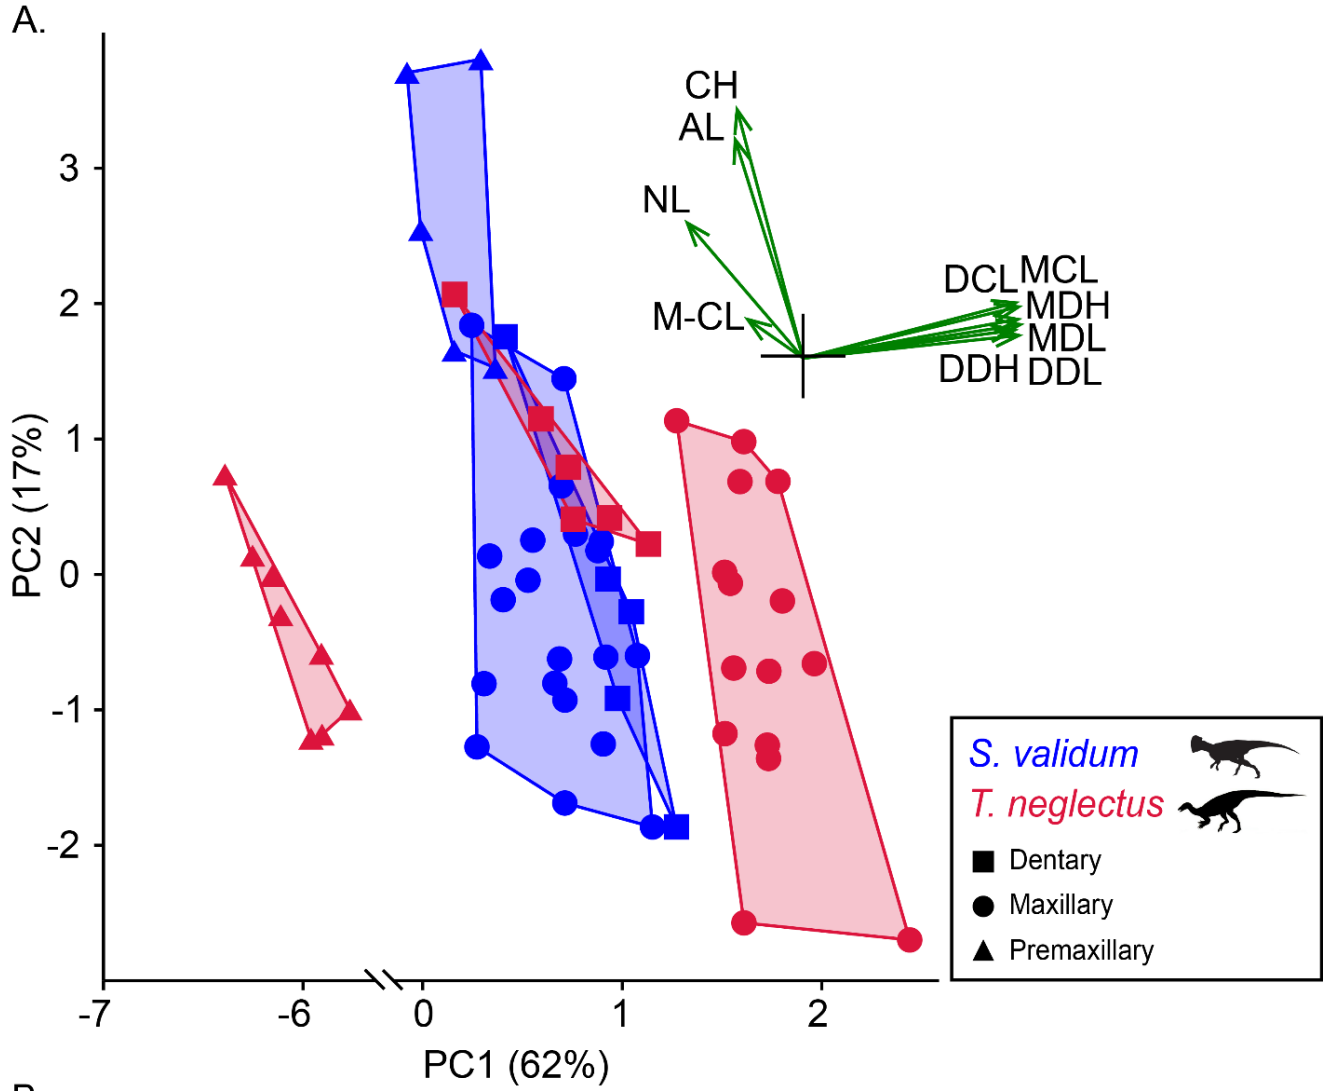 A.
CH
AL
NL
M-CL
DCL MCL
MDH
MDL
DDH DDL
3
2
1
0
-1
-2
PC2 (17%)
-7 -6 0 1 2
PC1 (62%)
S. validum
T. neglectus
Dentary
Maxillary
Premaxillary